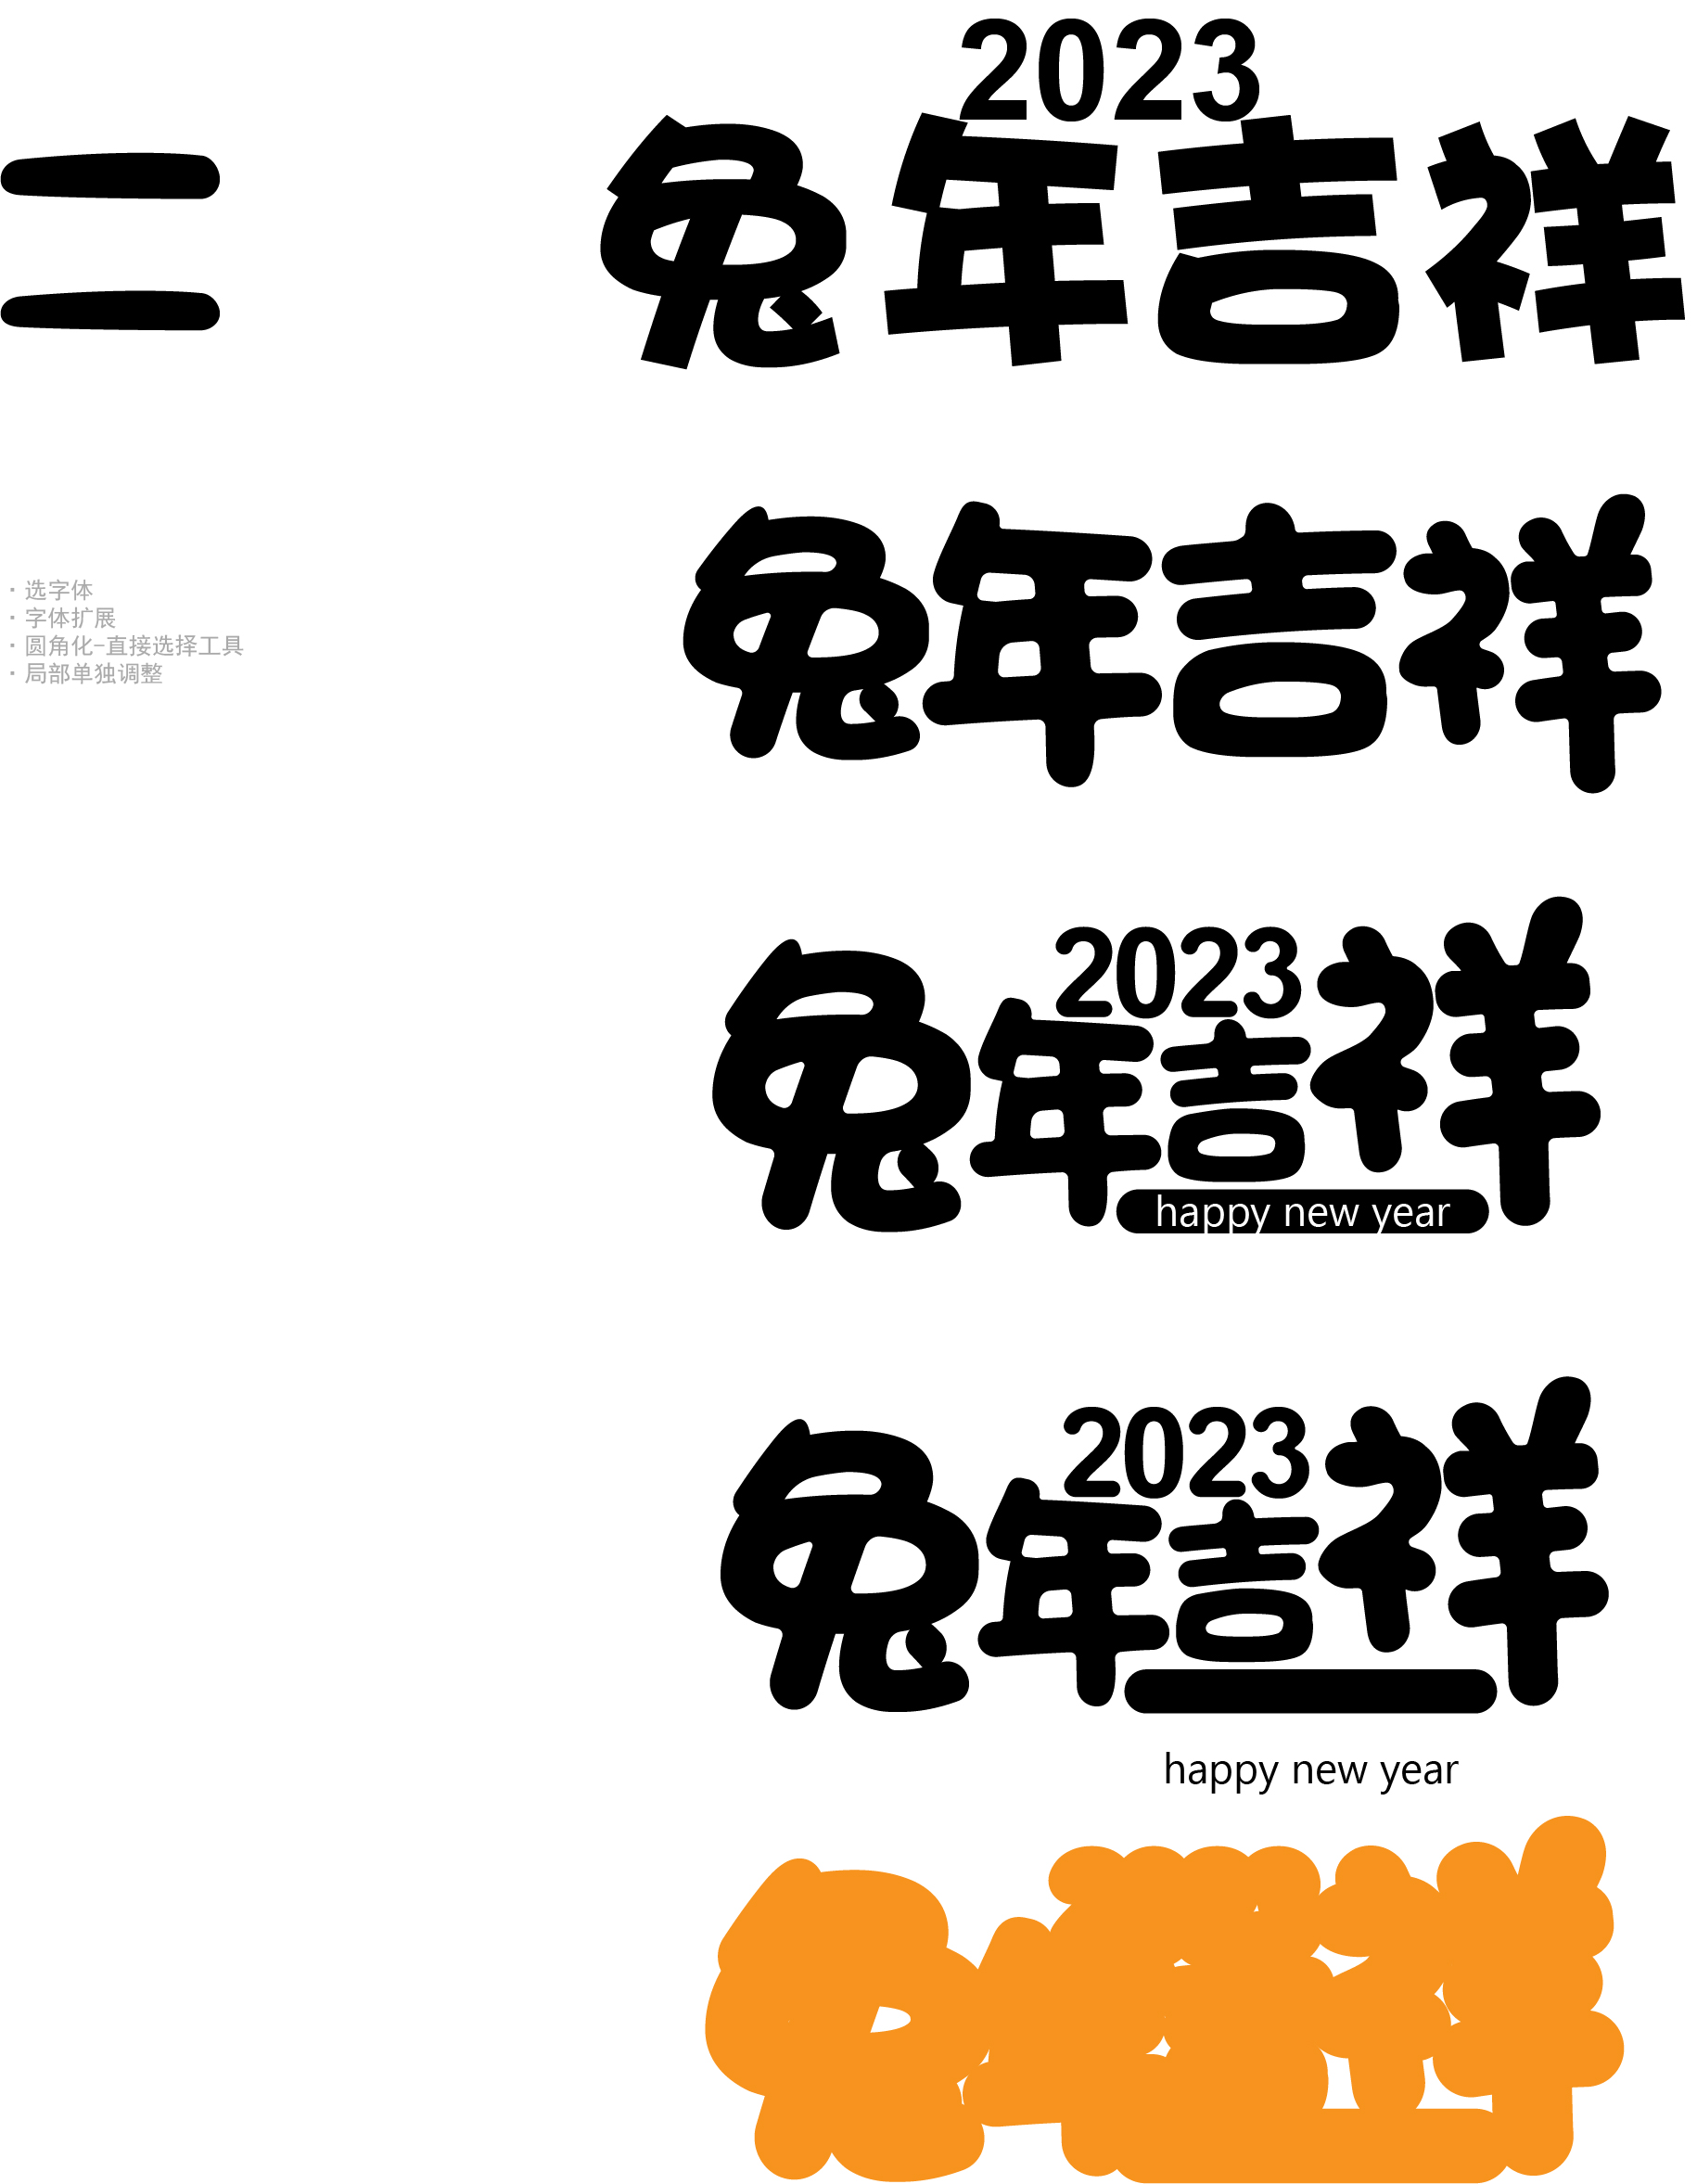 2023
兔年吉祥
· 选字体
· 字体扩展
· 圆角化-直接选择工具
· 局部单独调整
兔年吉祥
2023
兔年吉祥
happy new year
2023
兔年吉祥
happy new year